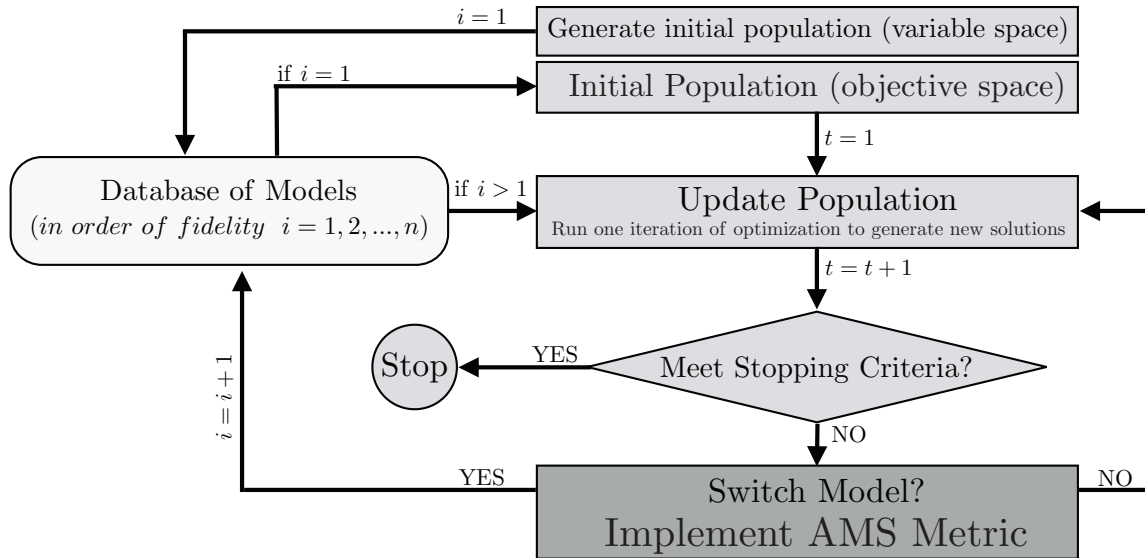 i = 1
Generate initial population (variable space)
if i = 1
Initial Population (objective space)
t = 1
Database of Models
(in order of fidelity i = 1, 2, ..., n)
if i > 1
Update Population
Run one iteration of optimization to generate new solutions
t = t + 1
Stop
YES
Meet Stopping Criteria?
i = i + 1
NO
YES
Switch Model?
NO
Implement AMS Metric